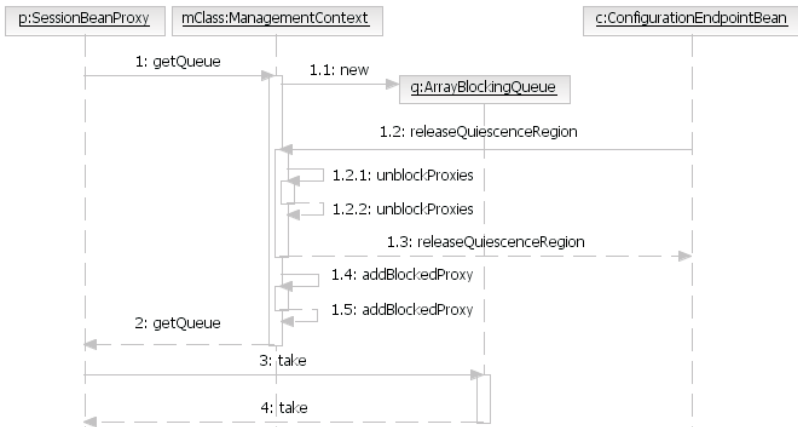 p:SessionBeanProxy
mClass:ManagementContext
c:ConfigurationEndpointBean
1: getQueue
1.1: new
q:ArrayBlockingQueue
1.2: releaseQuiescenceRegion
1.2.1: unblockProxies
1.2.2: unblockProxies
1.3: releaseQuiescenceRegion
1.4: addBlockedProxy
1.5: addBlockedProxy
2: getQueue
3: take
4: take